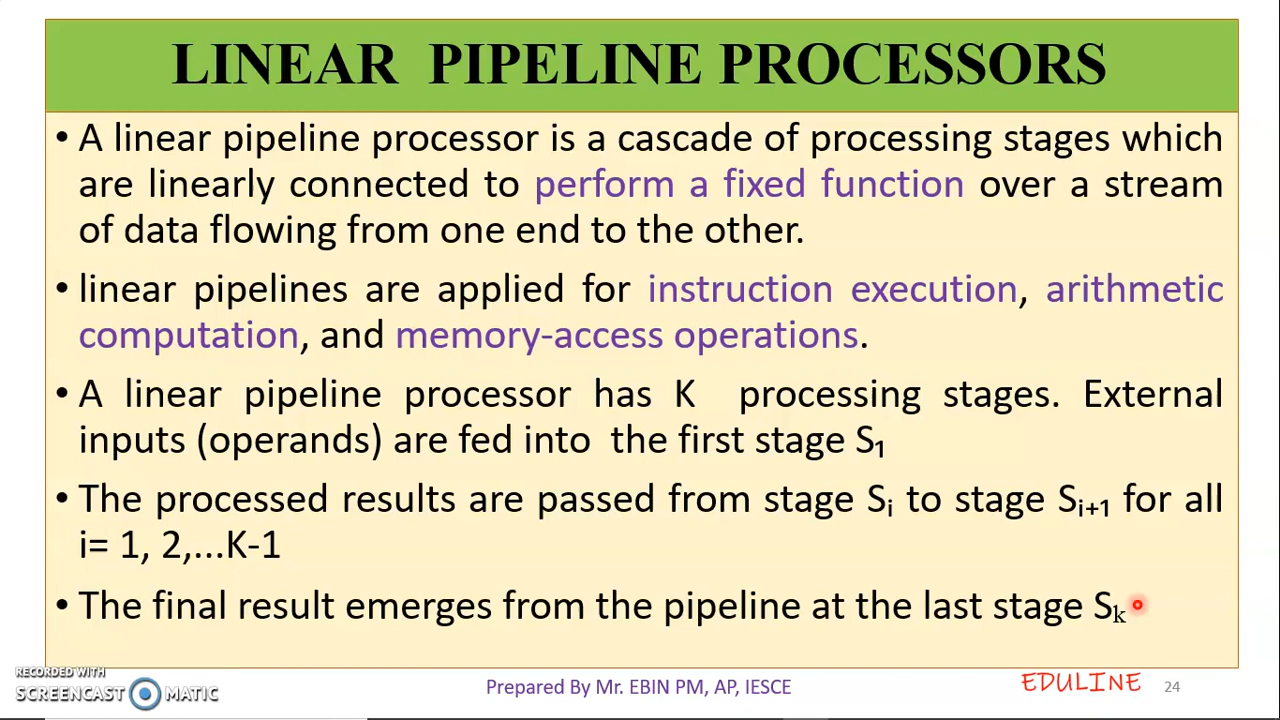 LINEAR PIPELINE PROCESSORS
• A linear pipeline processor is a cascade of processing stages which
are linearly connected to perform a fixed function over a stream
of data flowing from one end to the other.
• linear pipelines are applied for instruction execution, arithmetic
computation, and memory-access operations.
• A linear pipeline processor has K processing stages. External
inputs (operands) are fed into the first stage S₁
• The processed results are passed from stage Sᵢ to stage Sᵢ₊₁ for all
i= 1, 2,...K-1
• The final result emerges from the pipeline at the last stage Sₖ
RECORDED WITH
SCREENCAST MATIC
Prepared By Mr. EBIN PM, AP, IESCE
EDULINE
24